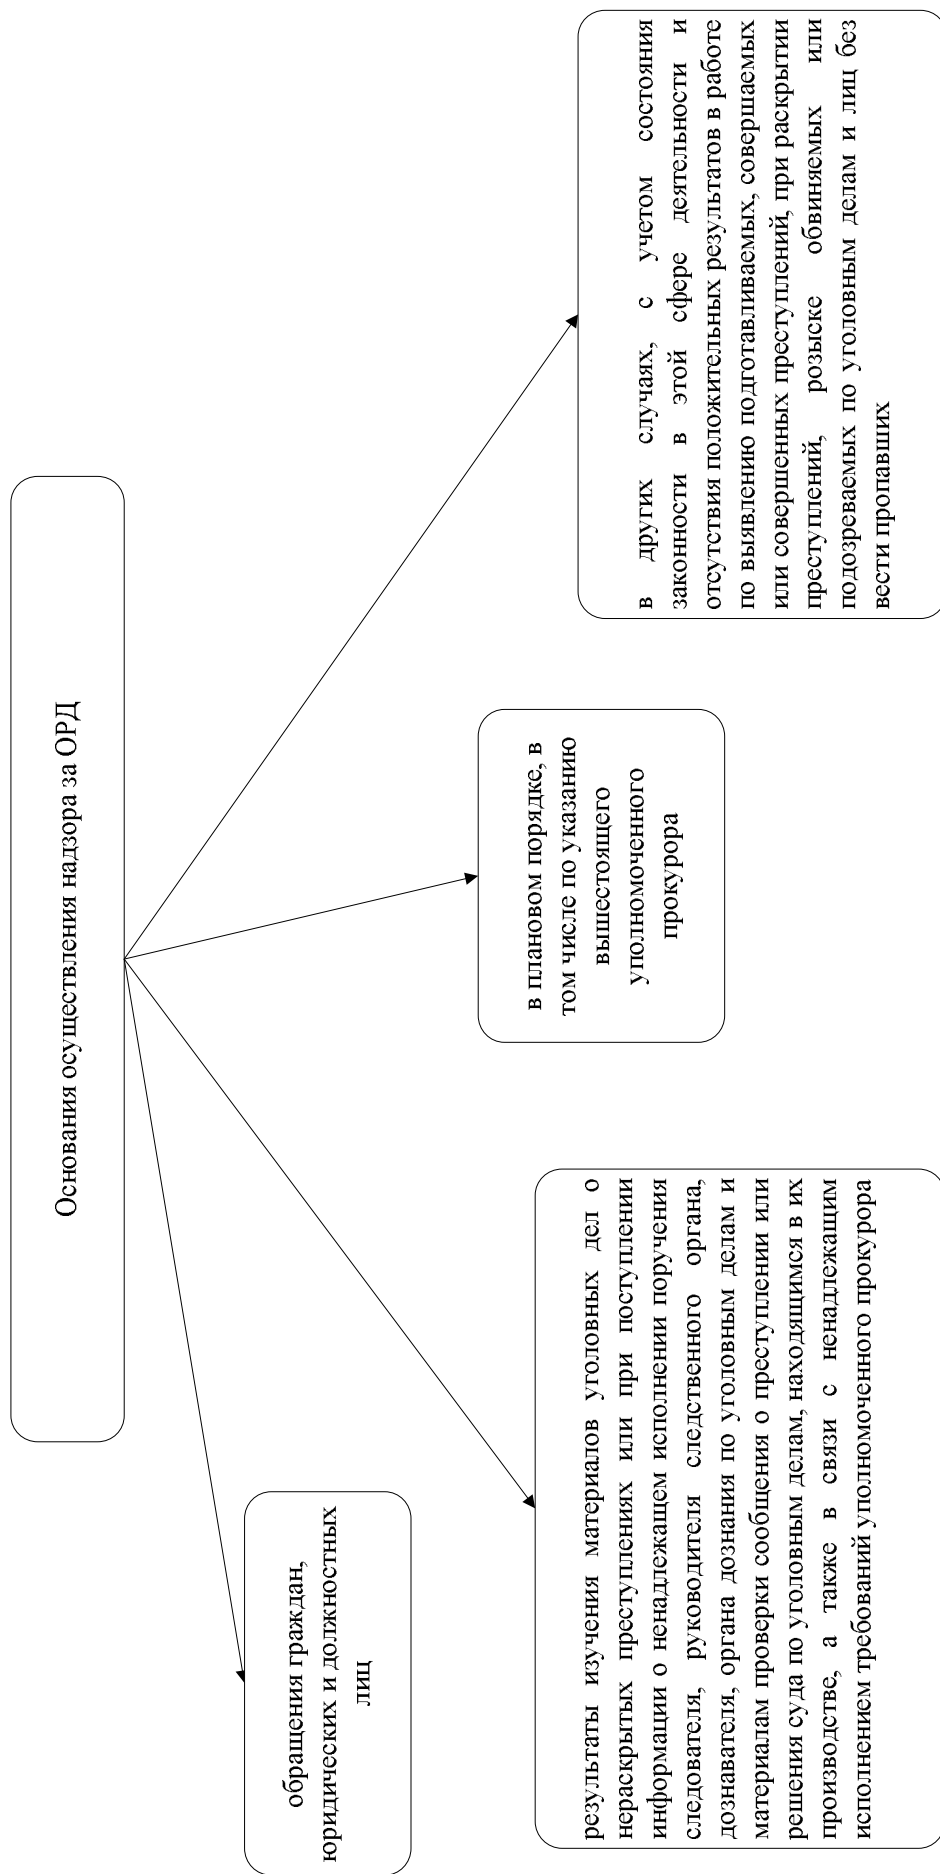 Основания осуществления надзора за ОРД
обращения граждан,
юридических и должностных
лиц
результаты изучения материалов уголовных дел о
нераскрытых преступлениях или при поступлении
информации о ненадлежащем исполнении поручения
следователя, руководителя следственного органа,
дознавателя, органа дознания по уголовным делам и
материалам проверки сообщения о преступлении или
решения суда по уголовным делам, находящимся в их
производстве, а также в связи с ненадлежащим
исполнением требований уполномоченного прокурора
в плановом порядке, в
том числе по указанию
вышестоящего
уполномоченного
прокурора
в других случаях, с учетом состояния
законности в этой сфере деятельности и
отсутствия положительных результатов в работе
по выявлению подготавливаемых, совершаемых
или совершенных преступлений, при раскрытии
преступлений, розыске обвиняемых или
подозреваемых по уголовным делам и лиц без
вести пропавших